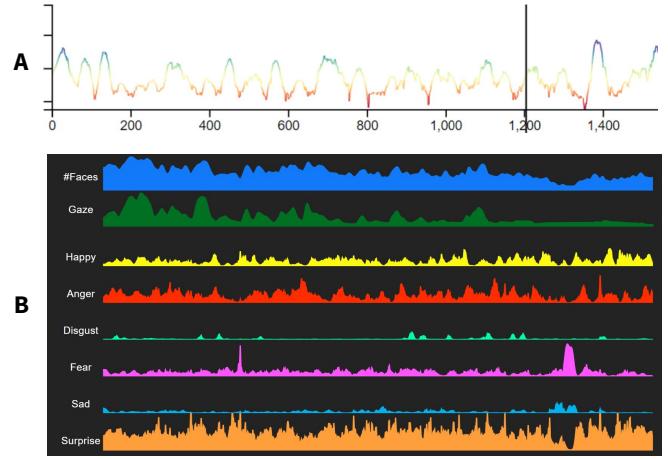 A
0 200 400 600 800 1,000 1,200 1,400
B
#Faces
Gaze
Happy
Anger
Disgust
Fear
Sad
Surprise